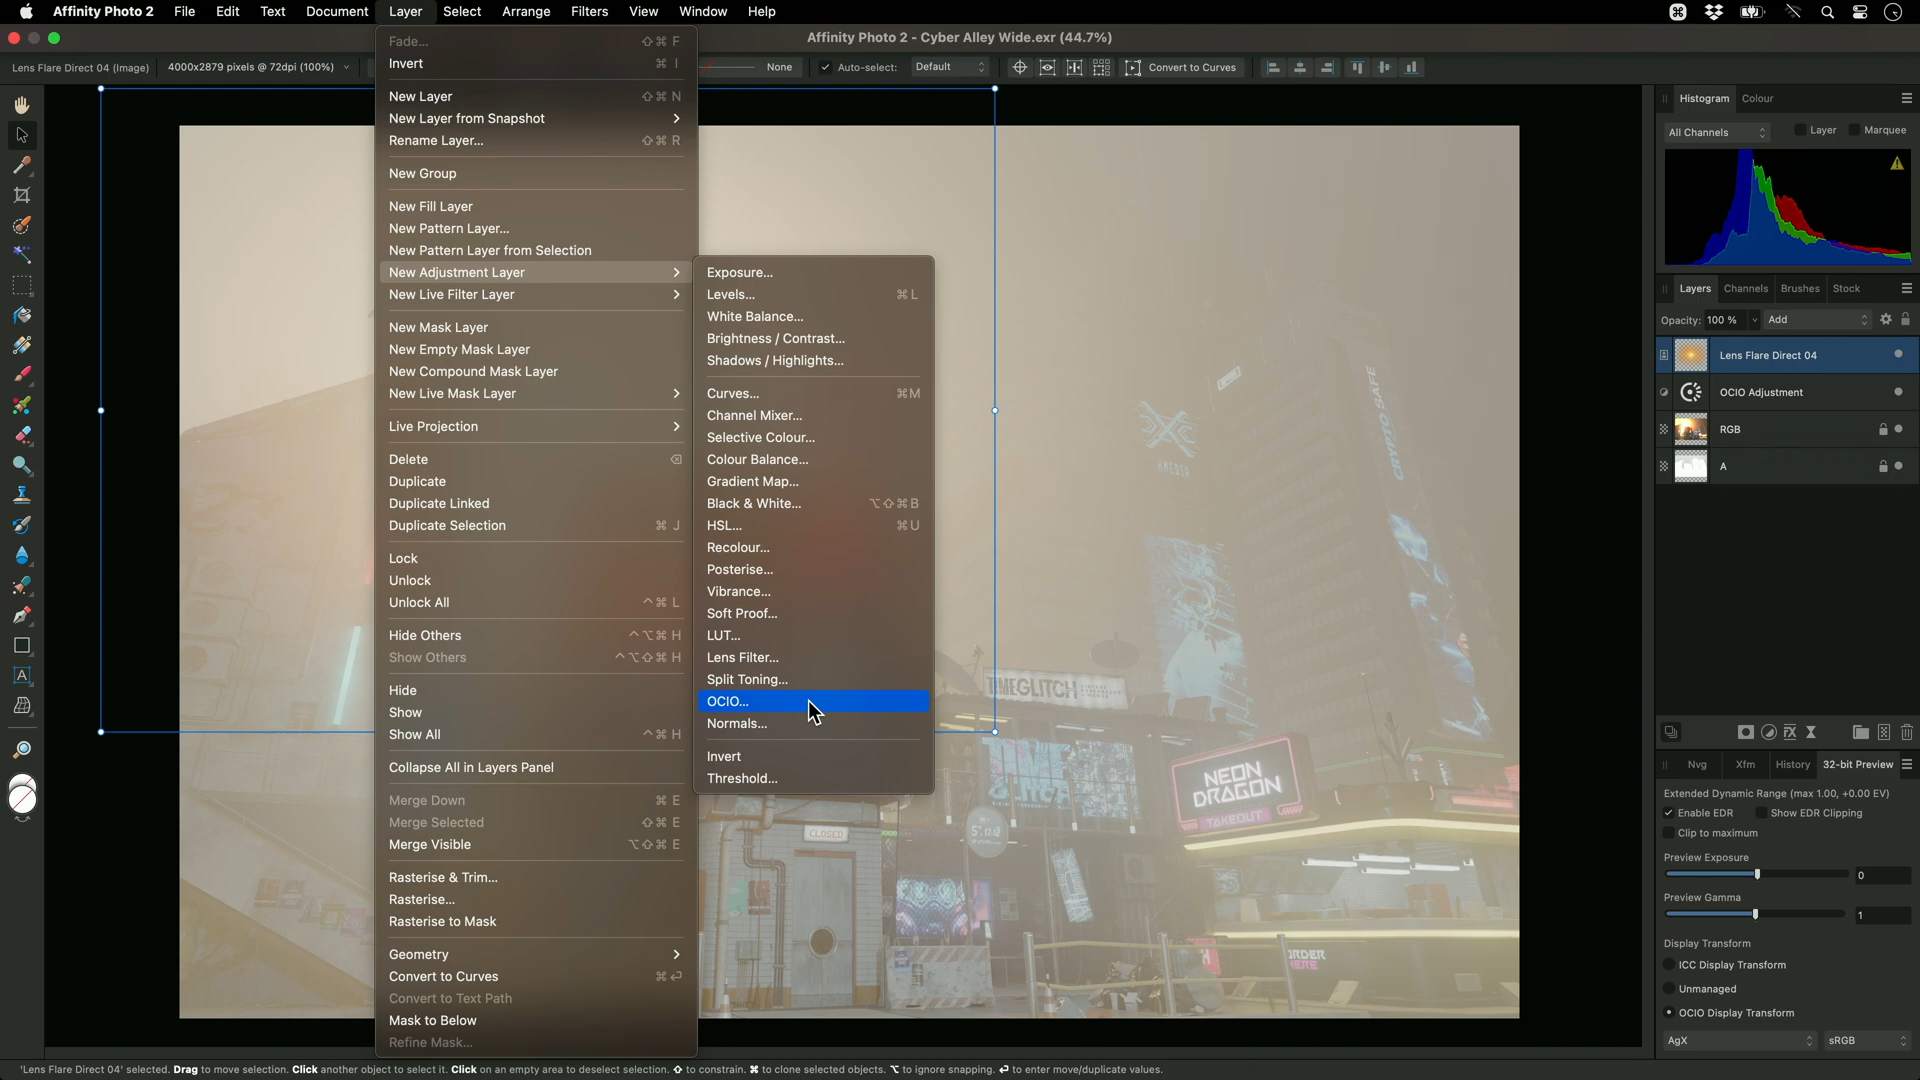 Affinity Photo 2 File Edit Text Document Layer Select Arrange Filters View Window Help
Affinity Photo 2 - Cyber Alley Wide.exr (44.7%)
Lens Flare Direct 04 (Image) 4000x2879 pixels @ 72dpi (100%) None Auto-select: Default Convert to Curves
Fade... ⇧⌘ F
Invert ⌘ I
New Layer ⇧⌘ N
New Layer from Snapshot
Rename Layer... ⇧⌘ R
New Group
New Fill Layer
New Pattern Layer...
New Pattern Layer from Selection
New Adjustment Layer
New Live Filter Layer
New Mask Layer
New Empty Mask Layer
New Compound Mask Layer
New Live Mask Layer
Live Projection
Delete
Duplicate
Duplicate Linked
Duplicate Selection ⌘ J
Lock
Unlock
Unlock All ^⌘ L
Hide Others ^⌥⌘ H
Show Others ^⌥⇧⌘ H
Hide
Show
Show All ^⌘ H
Collapse All in Layers Panel
Merge Down ⌘ E
Merge Selected ⇧⌘ E
Merge Visible ⌥⇧⌘ E
Rasterise & Trim...
Rasterise...
Rasterise to Mask
Geometry
Convert to Curves ⌘↩
Convert to Text Path
Mask to Below
Refine Mask...
Exposure...
Levels... ⌘ L
White Balance...
Brightness / Contrast...
Shadows / Highlights...
Curves... ⌘M
Channel Mixer...
Selective Colour...
Colour Balance...
Gradient Map...
Black & White... ⌥⇧⌘ B
HSL... ⌘U
Recolour...
Posterise...
Vibrance...
Soft Proof...
LUT...
Lens Filter...
Split Toning...
OCIO...
Normals...
Invert
Threshold...
CRYPTO SAFE
XMEDIA
TIMEGLITCH
NEON
DRAGON
TAKEOUT
CLOSED
ORDER
HERE
Histogram Colour
All Channels Layer Marquee
Layers Channels Brushes Stock
Opacity: 100 % Add
Lens Flare Direct 04
OCIO Adjustment
RGB
A
Nvg Xfm History 32-bit Preview
Extended Dynamic Range (max 1.00, +0.00 EV)
Enable EDR Show EDR Clipping
Clip to maximum
Preview Exposure
0
Preview Gamma
1
Display Transform
ICC Display Transform
Unmanaged
OCIO Display Transform
AgX sRGB
'Lens Flare Direct 04' selected. Drag to move selection. Click another object to select it. Click on an empty area to deselect selection. ⇧ to constrain. ⌘ to clone selected objects. ⌥ to ignore snapping. ↩ to enter move/duplicate values.